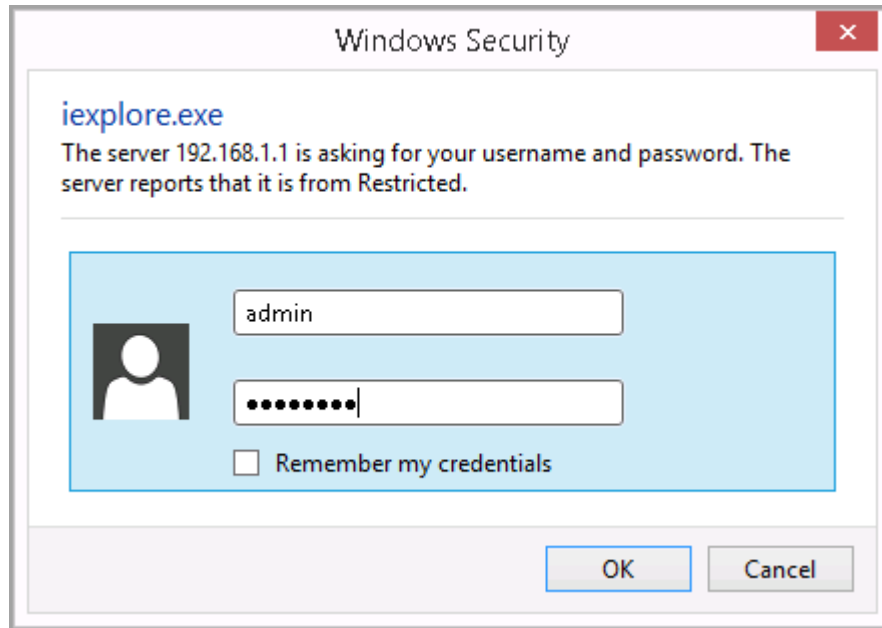 Windows Security
iexplore.exe
The server 192.168.1.1 is asking for your username and password. The
server reports that it is from Restricted.
admin
●●●●●●●●
Remember my credentials
OK
Cancel